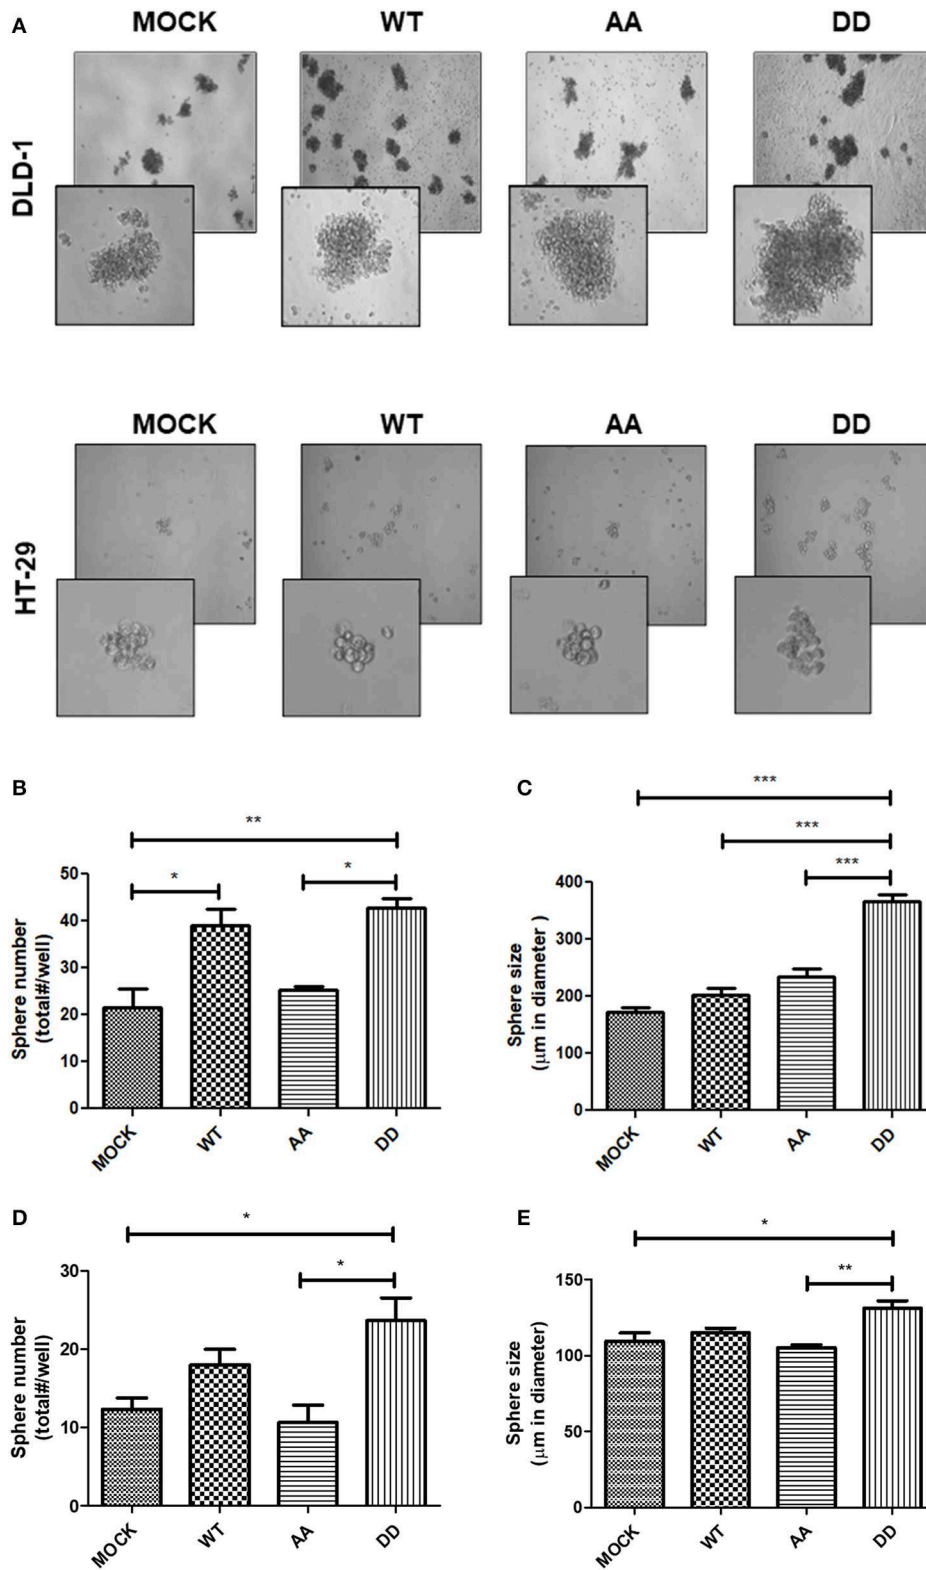 A
MOCK WT AA DD
DLD-1
MOCK WT AA DD
HT-29
B
**
*
*
Sphere number
(total#/well)
50
40
30
20
10
0
MOCK WT AA DD
C
***
***
***
Sphere size
(μm in diameter )
400
300
200
100
0
MOCK WT AA DD
D
*
*
Sphere number
(total#/well)
30
20
10
0
MOCK WT AA DD
E
*
**
Sphere size
(μm in diameter)
150
100
50
0
MOCK WT AA DD